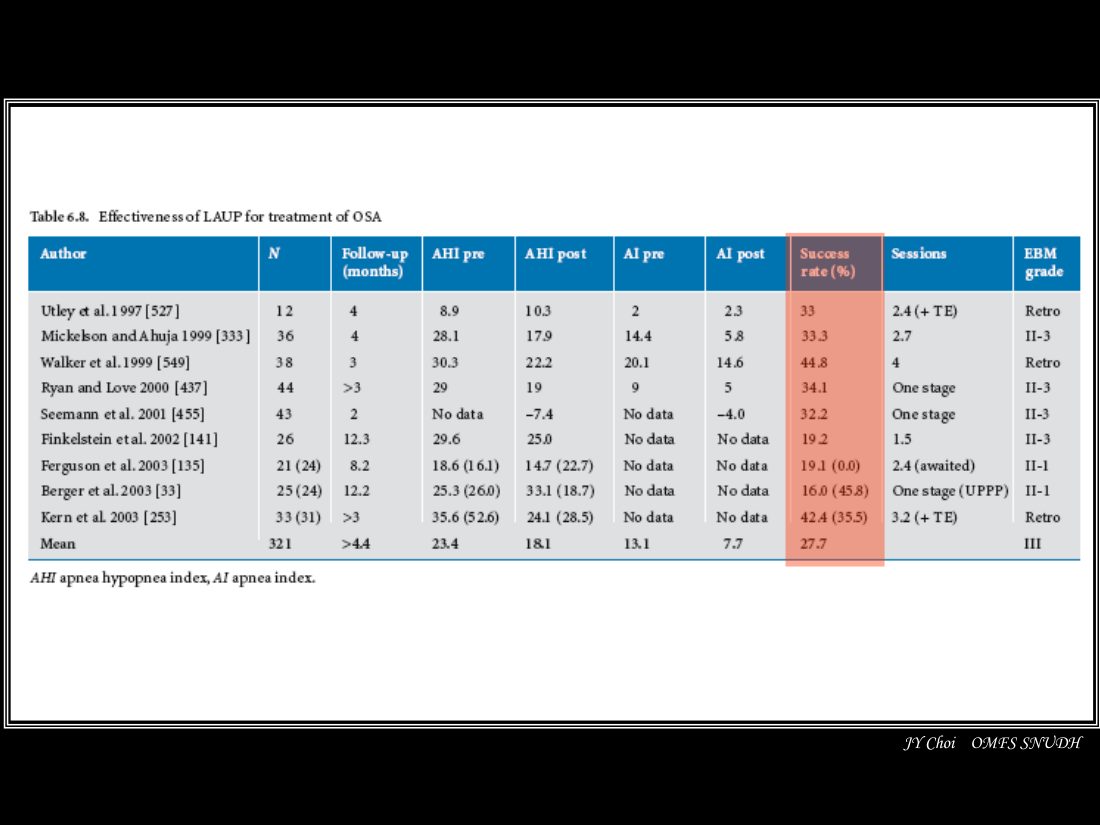 Table 6.8. Effectiveness of LAUP for treatment of OSA
Author N Follow-up (months) AHI pre AHI post AI pre AI post Success rate (%) Sessions EBM grade
Utley et al. 1997 [527] 12 4 8.9 10.3 2 2.3 33 2.4 (+ TE) Retro
Mickelson and Ahuja 1999 [333] 36 4 28.1 17.9 14.4 5.8 33.3 2.7 II-3
Walker et al. 1999 [549] 38 3 30.3 22.2 20.1 14.6 44.8 4 Retro
Ryan and Love 2000 [437] 44 >3 29 19 9 5 34.1 One stage II-3
Seemann et al. 2001 [455] 43 2 No data –7.4 No data –4.0 32.2 One stage II-3
Finkelstein et al. 2002 [141] 26 12.3 29.6 25.0 No data No data 19.2 1.5 II-3
Ferguson et al. 2003 [135] 21 (24) 8.2 18.6 (16.1) 14.7 (22.7) No data No data 19.1 (0.0) 2.4 (awaited) II-1
Berger et al. 2003 [33] 25 (24) 12.2 25.3 (26.0) 33.1 (18.7) No data No data 16.0 (45.8) One stage (UPPP) II-1
Kern et al. 2003 [253] 33 (31) >3 35.6 (52.6) 24.1 (28.5) No data No data 42.4 (35.5) 3.2 (+ TE) Retro
Mean 321 >4.4 23.4 18.1 13.1 7.7 27.7 III
AHI apnea hypopnea index, AI apnea index.
JY Choi OMFS SNUDH